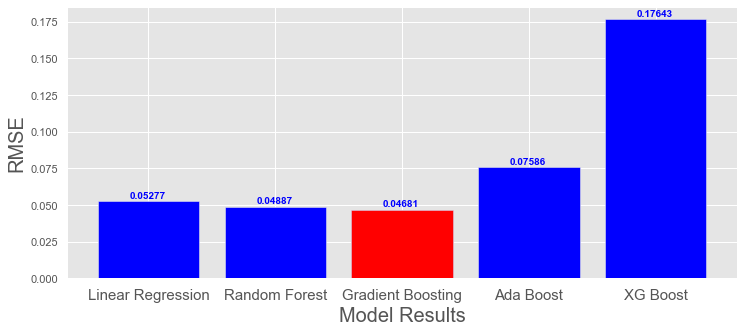 0.175
0.150
0.125
0.100
0.075
0.050
0.025
0.000
RMSE
0.05277
0.04887
0.04681
0.07586
0.17643
Linear Regression
Random Forest
Gradient Boosting
Ada Boost
XG Boost
Model Results